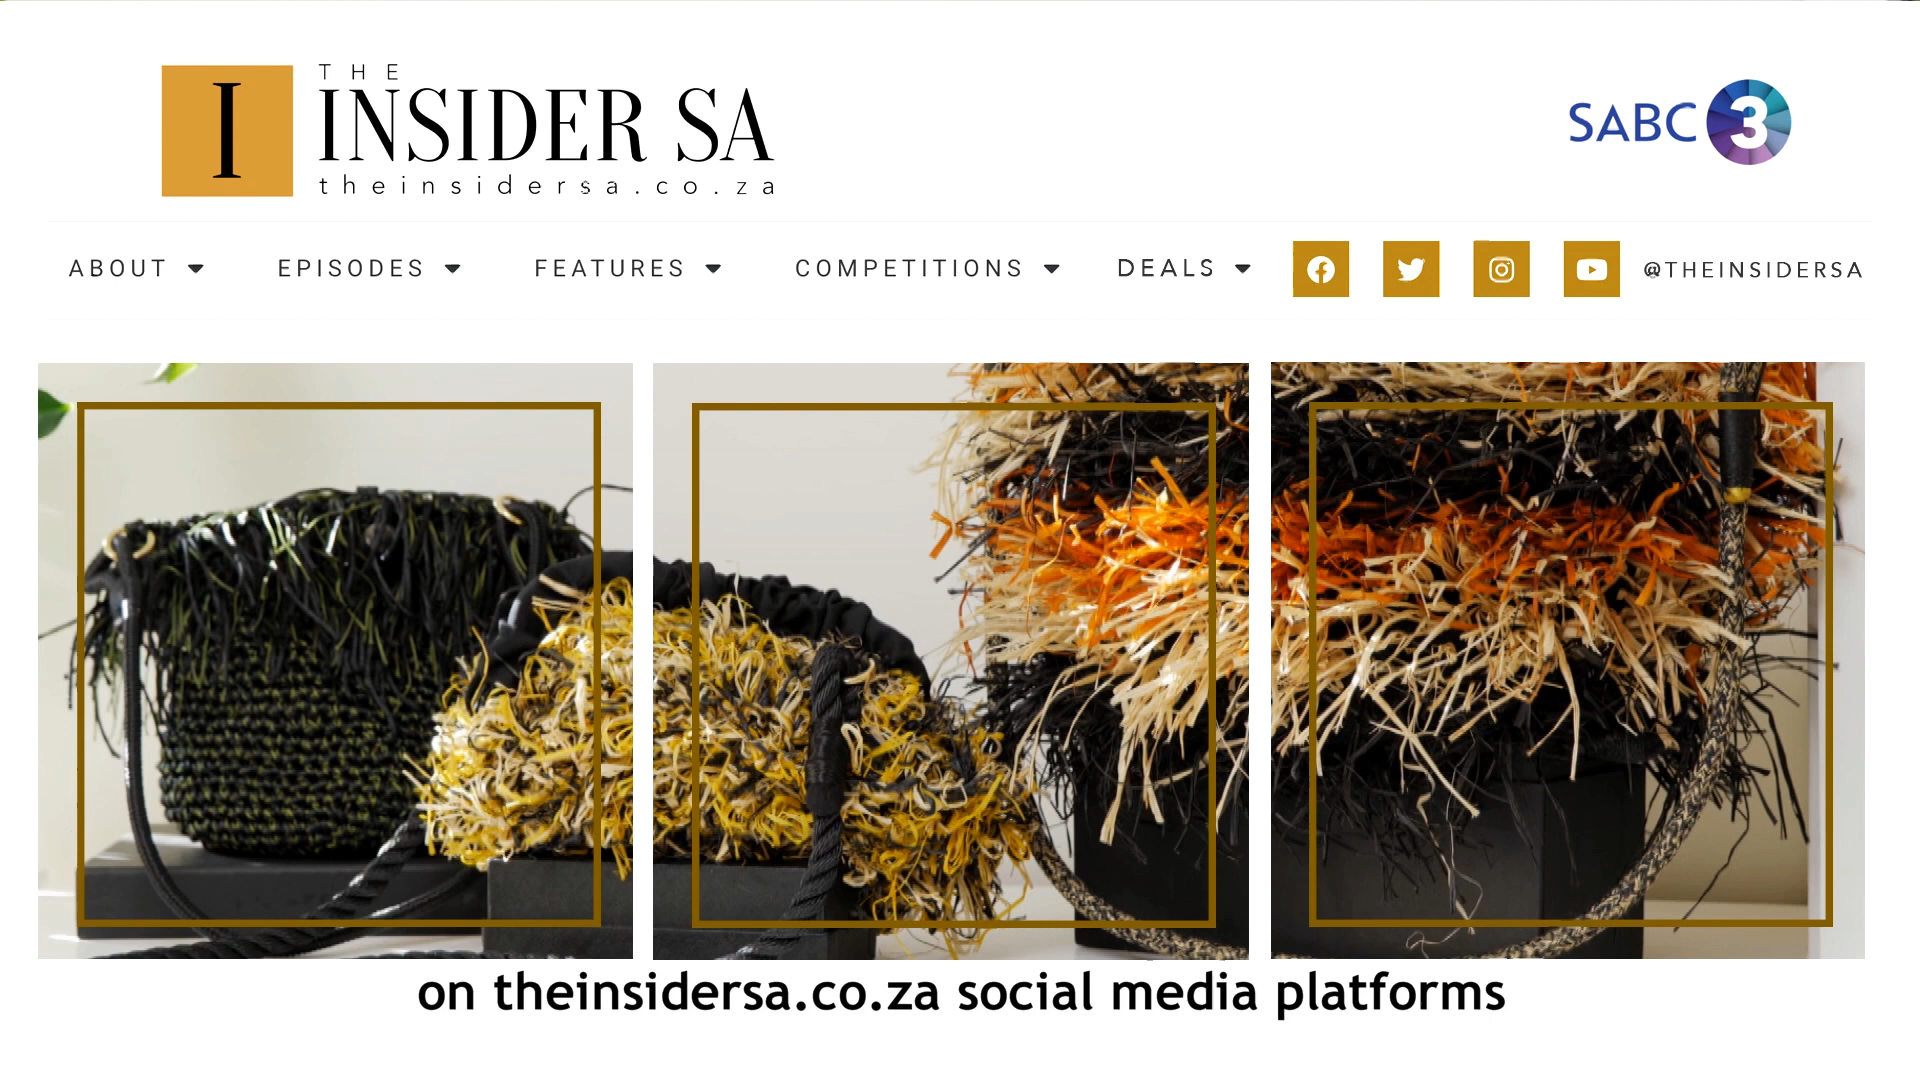 I
THE
INSIDER SA
theinsidersa.co.za
SABC 3
ABOUT
EPISODES
FEATURES
COMPETITIONS
DEALS
@THEINSIDERSA
on theinsidersa.co.za social media platforms